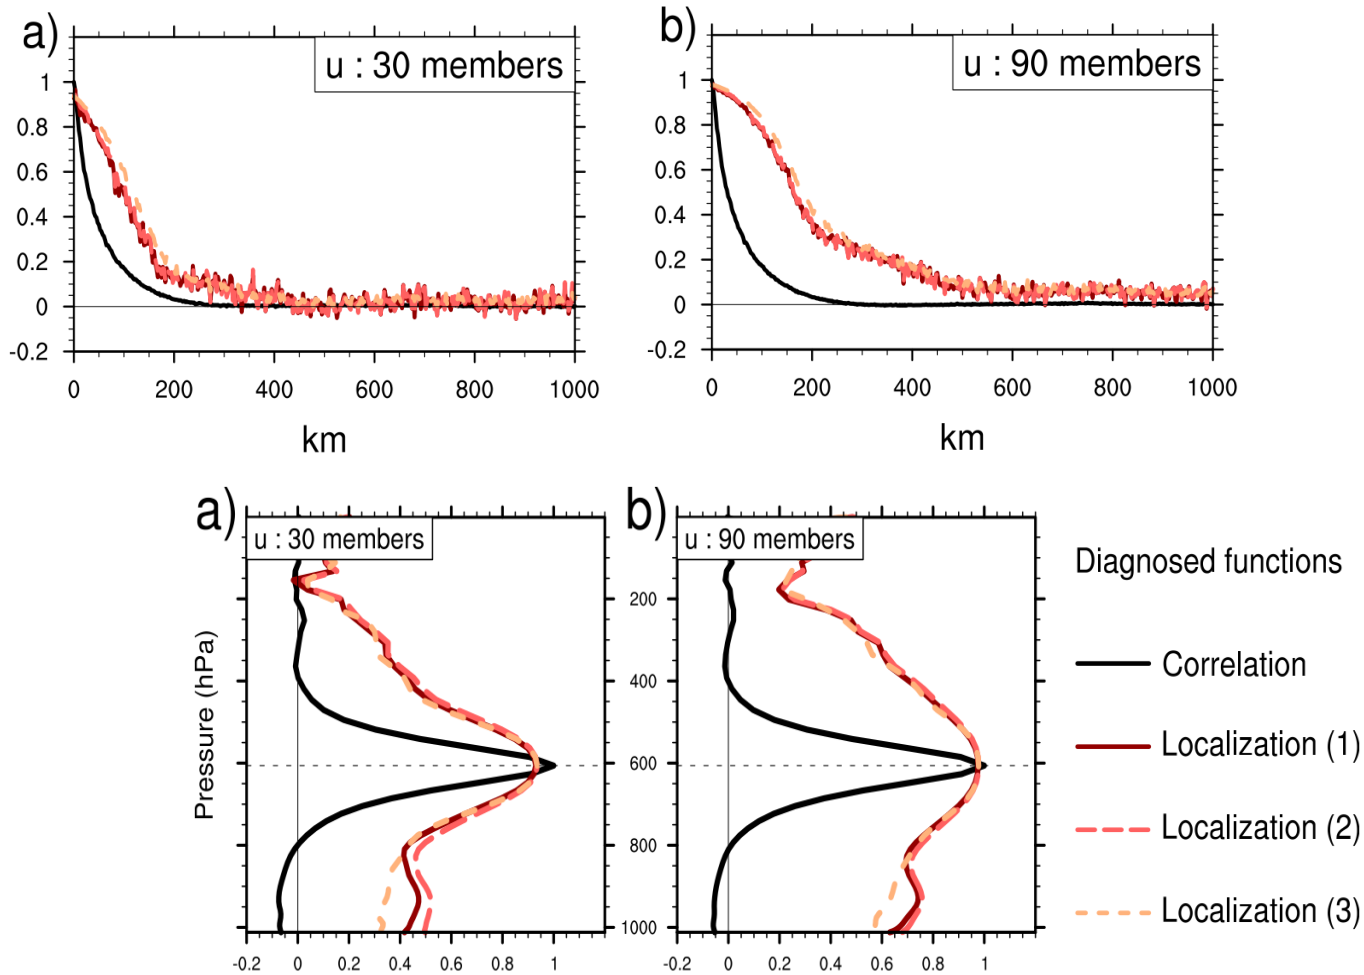 a)
u : 30 members
1
0.8
0.6
0.4
0.2
0
-0.2
0 200 400 600 800 1000
km
b)
u : 90 members
1
0.8
0.6
0.4
0.2
0
-0.2
0 200 400 600 800 1000
km
a)
u : 30 members
Pressure (hPa)
-0.2 0 0.2 0.4 0.6 0.8 1
b)
u : 90 members
200
400
600
800
1000
-0.2 0 0.2 0.4 0.6 0.8 1
Diagnosed functions
Correlation
Localization (1)
Localization (2)
Localization (3)